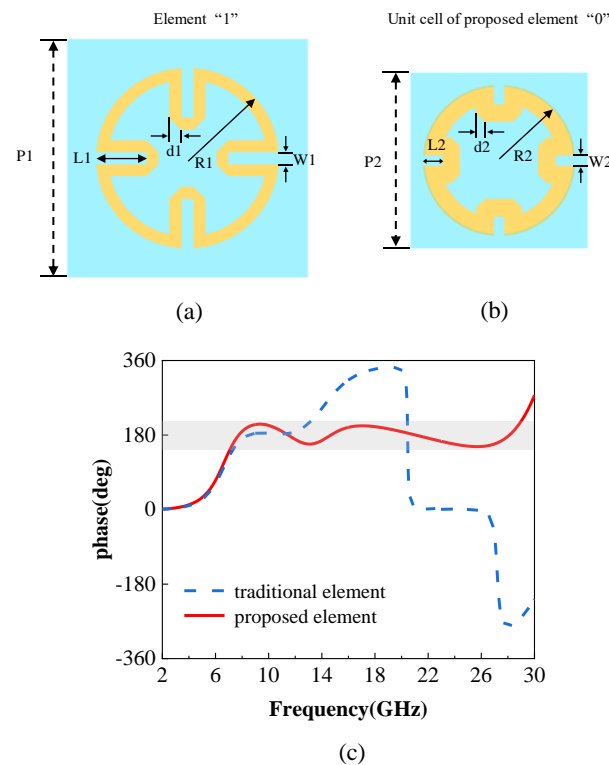 Element “1”
Unit cell of proposed element “0”
P1
L1
d1
R1
W1
P2
L2
d2
R2
W2
(a)
(b)
360
180
0
-180
-360
phase(deg)
traditional element
proposed element
2 6 10 14 18 22 26 30
Frequency(GHz)
(c)